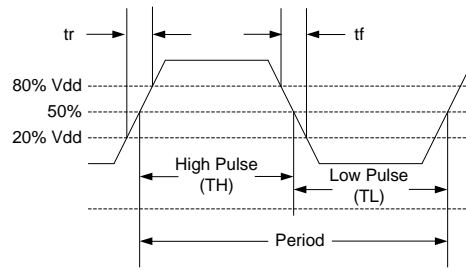 tr
tf
80% Vdd
50%
20% Vdd
High Pulse
(TH)
Low Pulse
(TL)
Period